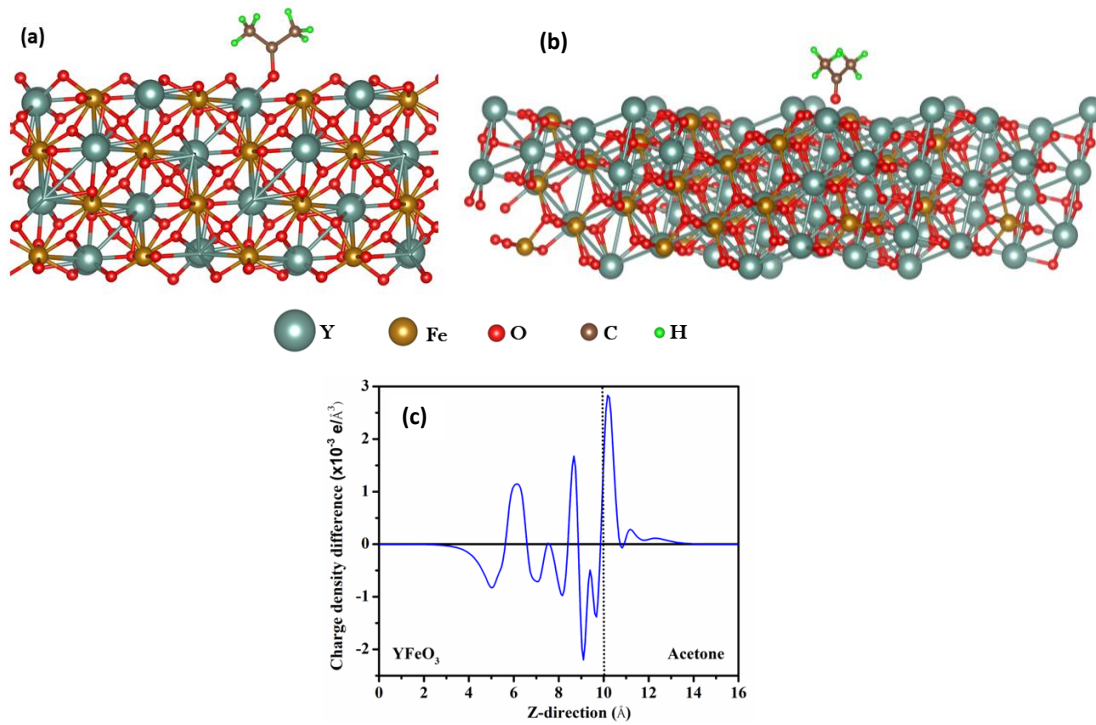 (a)
(b)
Y Fe O C H
(c)
Charge density difference (x10⁻³ e/Å³)
3
2
1
0
-1
-2
YFeO₃ Acetone
0 2 4 6 8 10 12 14 16
Z-direction (Å)